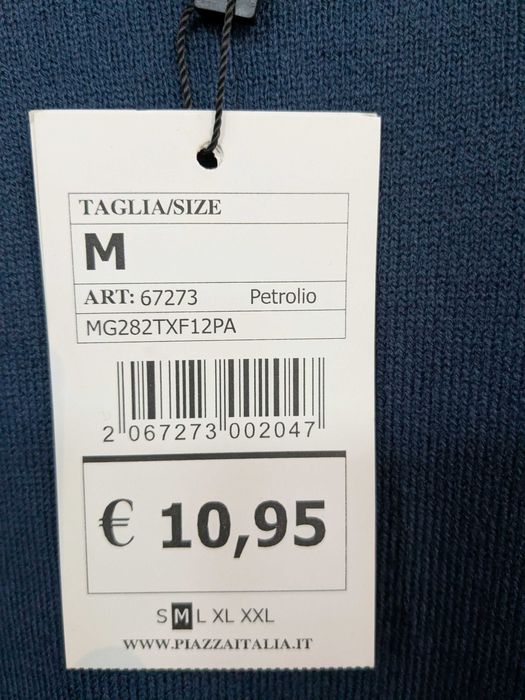 TAGLIA/SIZE
M
ART: 67273 Petrolio
MG282TXF12PA
2 067273 002047
€ 10,95
S M L XL XXL
WWW.PIAZZAITALIA.IT